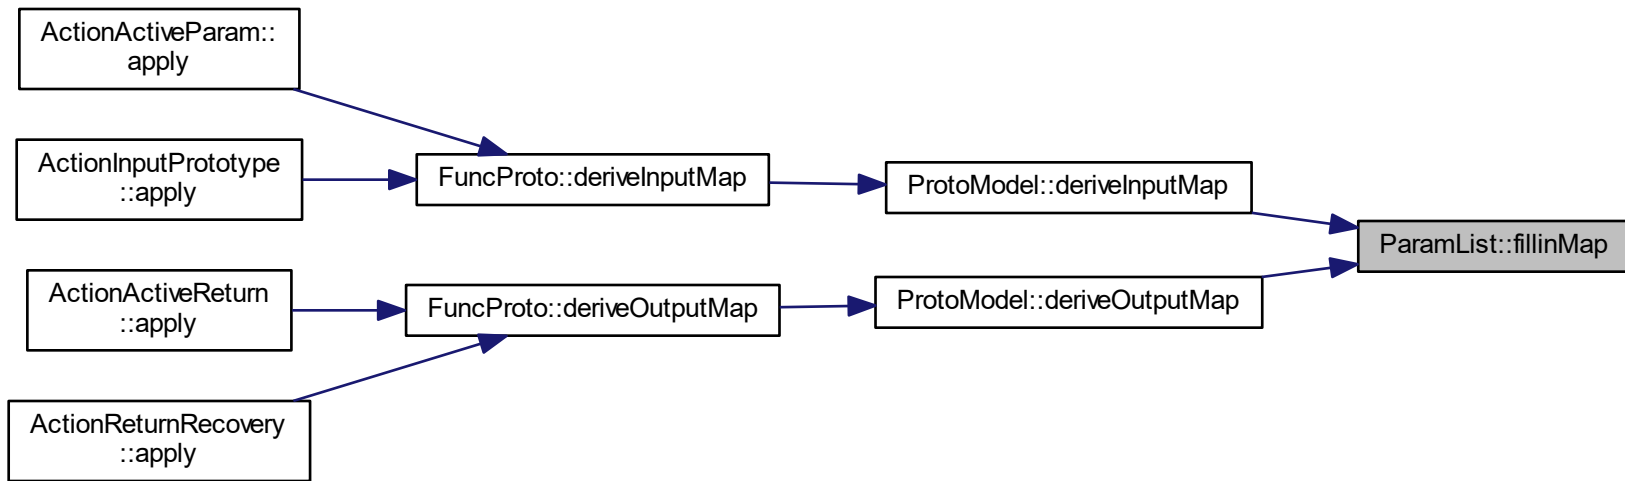 ActionActiveParam::
apply
ActionInputPrototype
::apply
FuncProto::deriveInputMap
ProtoModel::deriveInputMap
ParamList::fillinMap
ActionActiveReturn
::apply
FuncProto::deriveOutputMap
ProtoModel::deriveOutputMap
ActionReturnRecovery
::apply